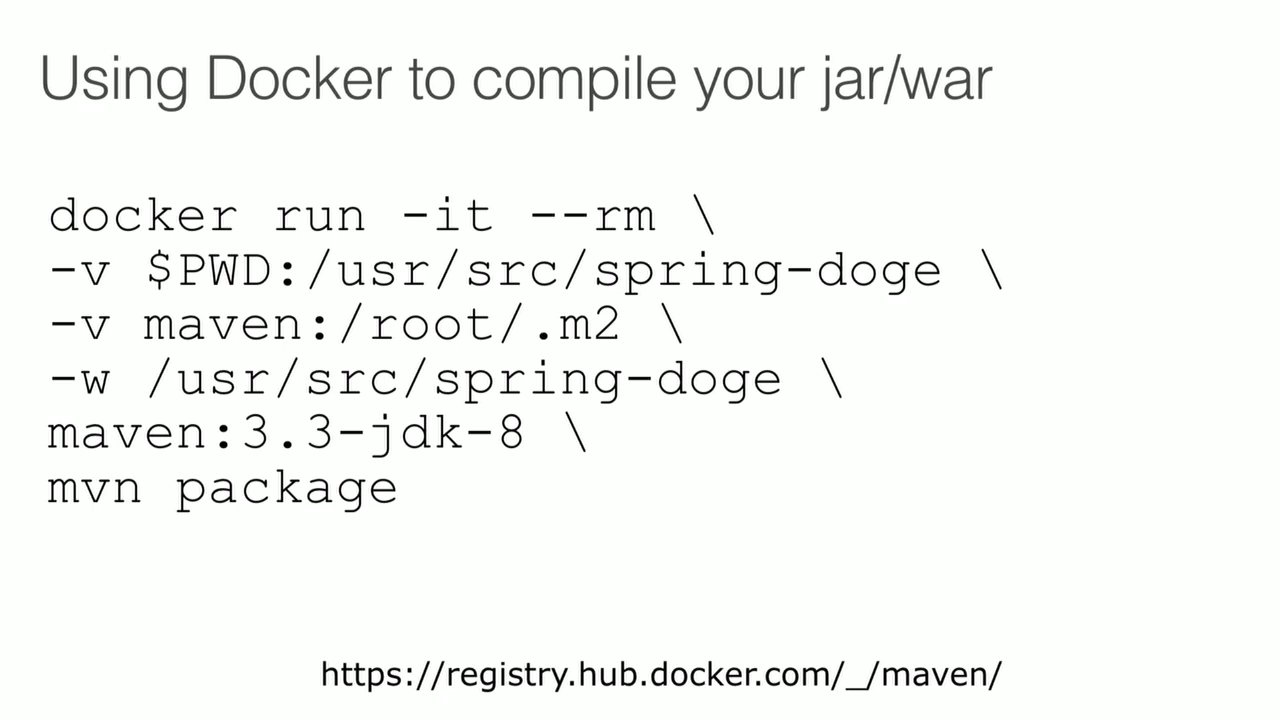 Using Docker to compile your jar/war
docker run -it --rm \
-v $PWD:/usr/src/spring-doge \
-v maven:/root/.m2 \
-w /usr/src/spring-doge \
maven:3.3-jdk-8 \
mvn package
https://registry.hub.docker.com/_/maven/